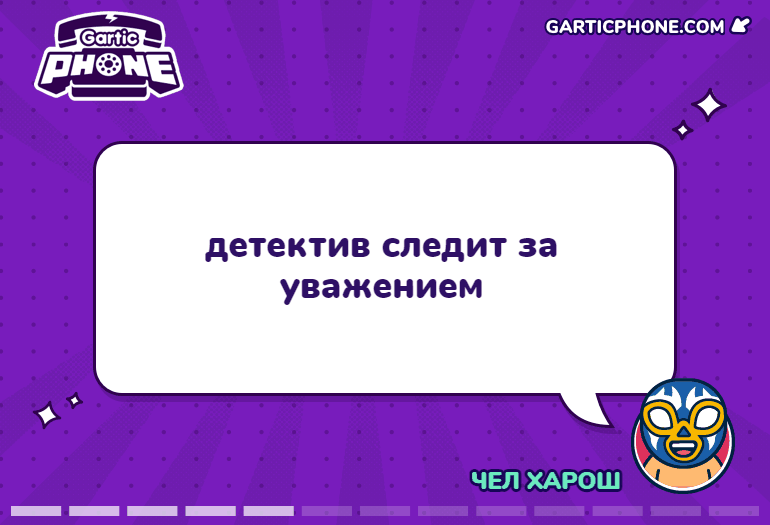 Gartic
PHONE
GARTICPHONE.COM
детектив следит за
уважением
ЧЕЛ ХАРОШ